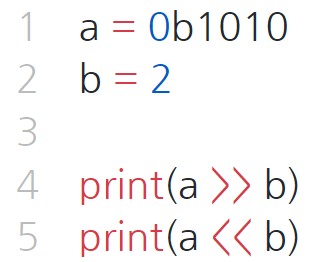 1 a = 0b1010
2 b = 2
3
4 print(a >> b)
5 print(a << b)